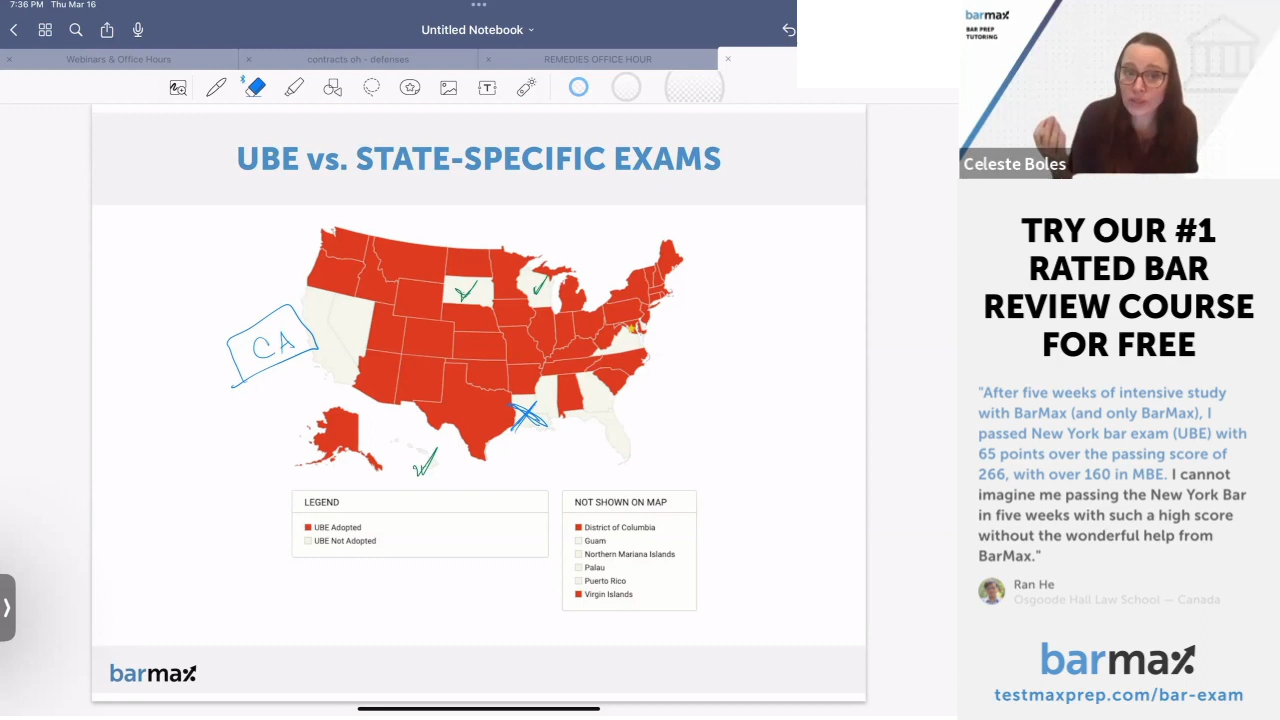 7:36 PM Thu Mar 16
Untitled Notebook
Webinars & Office Hours
contracts oh - defenses
REMEDIES OFFICE HOUR
UBE vs. STATE-SPECIFIC EXAMS
CA
LEGEND
UBE Adopted
UBE Not Adopted
NOT SHOWN ON MAP
District of Columbia
Guam
Northern Mariana Islands
Palau
Puerto Rico
Virgin Islands
barmax
barmax
BAR PREP
TUTORING
Celeste Boles
TRY OUR #1
RATED BAR
REVIEW COURSE
FOR FREE
"After five weeks of intensive study
with BarMax (and only BarMax), I
passed New York bar exam (UBE) with
65 points over the passing score of
266, with over 160 in MBE. I cannot
imagine me passing the New York Bar
in five weeks with such a high score
without the wonderful help from
BarMax."
Ran He
Osgoode Hall Law School — Canada
barmax
testmaxprep.com/bar-exam